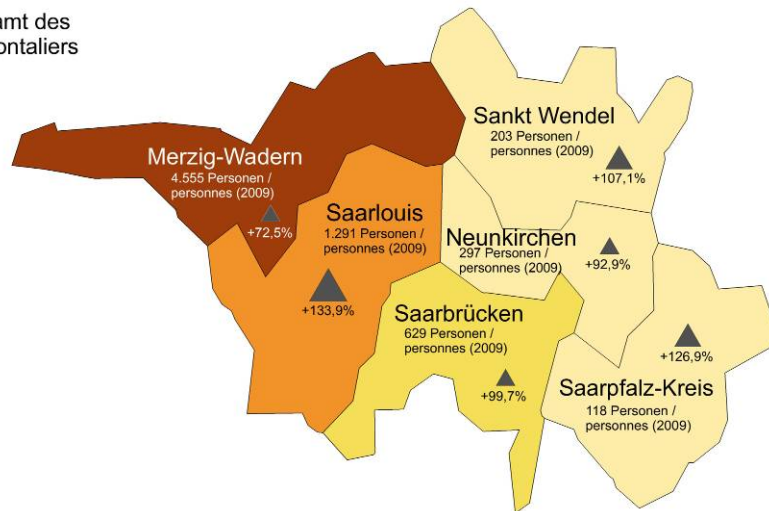 amt des
ontaliers
Sankt Wendel
203 Personen /
personnes (2009)
+107,1%
Merzig-Wadern
4.555 Personen /
personnes (2009)
+72,5%
Saarlouis
1.291 Personen /
personnes (2009)
+133,9%
Neunkirchen
297 Personen /
personnes (2009)
+92,9%
Saarbrücken
629 Personen /
personnes (2009)
+99,7%
+126,9%
Saarpfalz-Kreis
118 Personen /
personnes (2009)